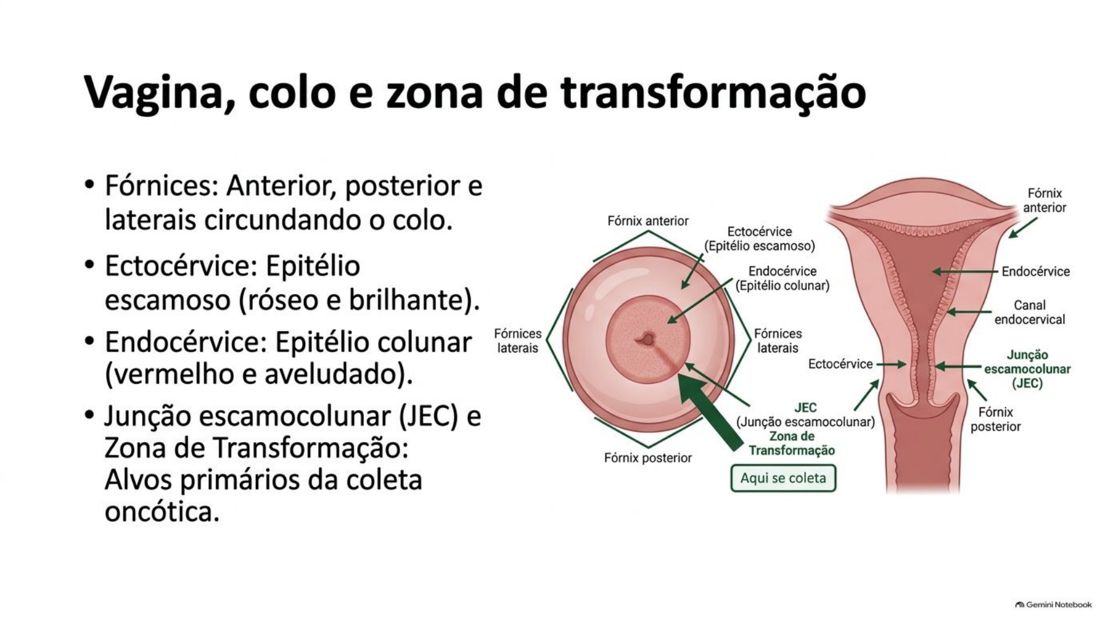 Vagina, colo e zona de transformação
• Fórnices: Anterior, posterior e
laterais circundando o colo.
• Ectocérvice: Epitélio
escamoso (róseo e brilhante).
• Endocérvice: Epitélio colunar
(vermelho e aveludado).
• Junção escamocolunar (JEC) e
Zona de Transformação:
Alvos primários da coleta
oncótica.
Fórnix anterior
Ectocérvice
(Epitélio escamoso)
Endocérvice
(Epitélio colunar)
Fórnices
laterais
Fórnices
laterais
JEC
(Junção escamocolunar)
Zona de
Transformação
Aqui se coleta
Fórnix posterior
Fórnix
anterior
Endocérvice
Canal
endocervical
Ectocérvice
Junção
escamocolunar
(JEC)
Fórnix
posterior
Gemini Notebook